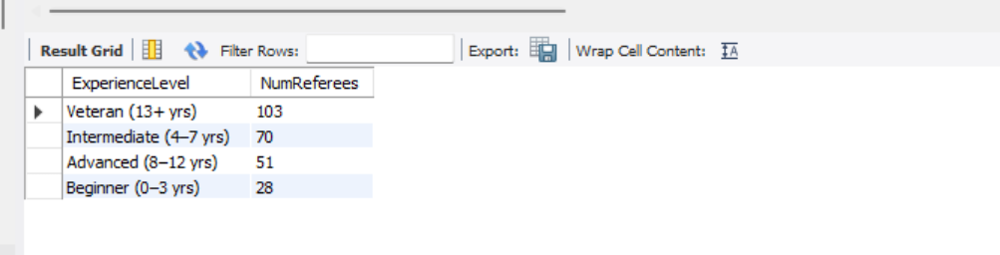 Result Grid Filter Rows: Export: Wrap Cell Content: IA
ExperienceLevel NumReferees
Veteran (13+ yrs) 103
Intermediate (4–7 yrs) 70
Advanced (8–12 yrs) 51
Beginner (0–3 yrs) 28